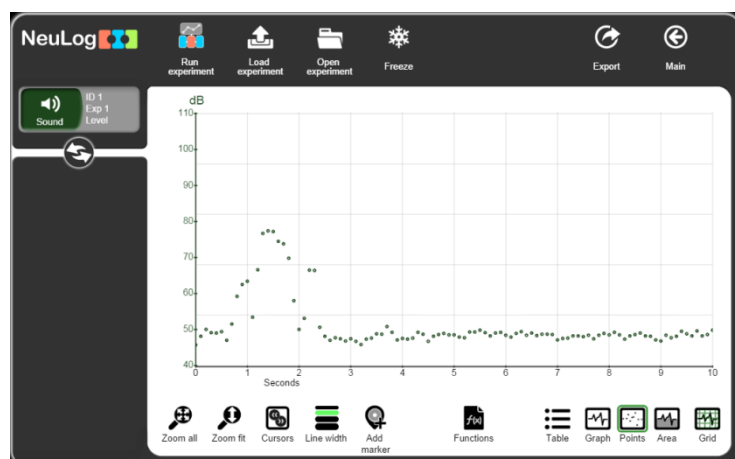 NeuLog
Run
experiment
Load
experiment
Open
experiment
Freeze
Export
Main
Sound
ID 1
Exp 1
Level
dB
110
100
90
80
70
60
50
40
0 1 2 3 4 5 6 7 8 9 10
Seconds
Zoom all
Zoom fit
Cursors
Line width
Add
marker
f(x)
Functions
Table
Graph
Points
Area
Grid